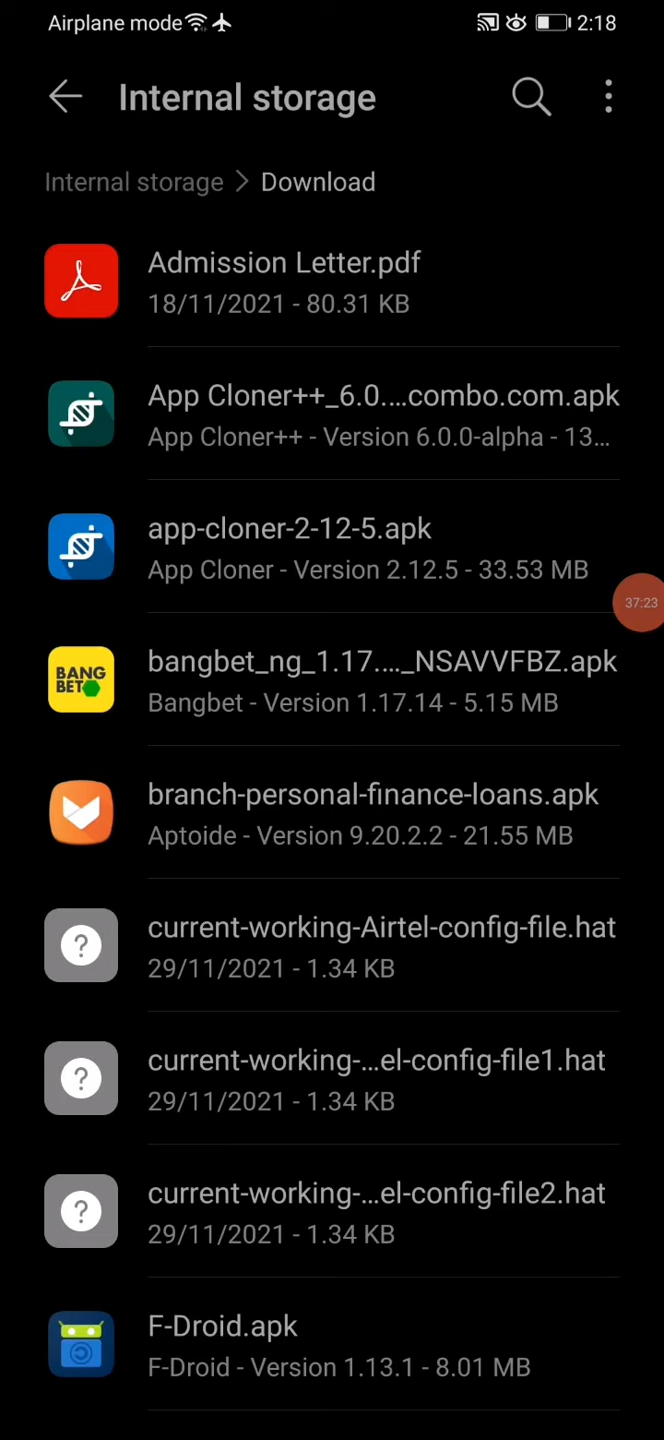 Airplane mode 2:18
Internal storage
Internal storage > Download
Admission Letter.pdf
18/11/2021 - 80.31 KB
App Cloner++_6.0....combo.com.apk
App Cloner++ - Version 6.0.0-alpha - 13...
app-cloner-2-12-5.apk
App Cloner - Version 2.12.5 - 33.53 MB
37:23
BANG
BET
bangbet_ng_1.17...._NSAVVFBZ.apk
Bangbet - Version 1.17.14 - 5.15 MB
branch-personal-finance-loans.apk
Aptoide - Version 9.20.2.2 - 21.55 MB
?
current-working-Airtel-config-file.hat
29/11/2021 - 1.34 KB
?
current-working-...el-config-file1.hat
29/11/2021 - 1.34 KB
?
current-working-...el-config-file2.hat
29/11/2021 - 1.34 KB
F-Droid.apk
F-Droid - Version 1.13.1 - 8.01 MB